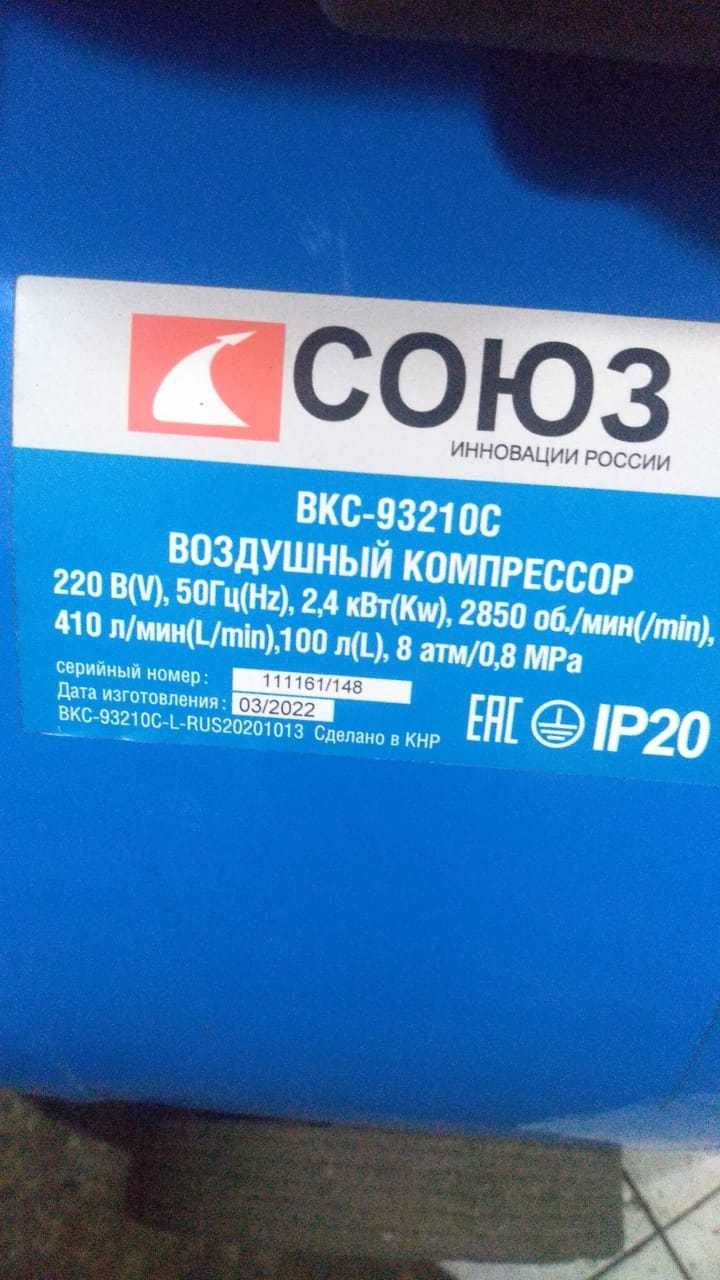 СОЮЗ
ИННОВАЦИИ РОССИИ
ВКС-93210С
ВОЗДУШНЫЙ КОМПРЕССОР
220 В(V), 50Гц(Hz), 2,4 кВт(Kw), 2850 об./мин(/min),
410 л/мин(L/min),100 л(L), 8 атм/0,8 МРа
серийный номер: 111161/148
Дата изготовления: 03/2022
ВКС-93210С-L-RUS20201013 Сделано в КНР
EAC IP20